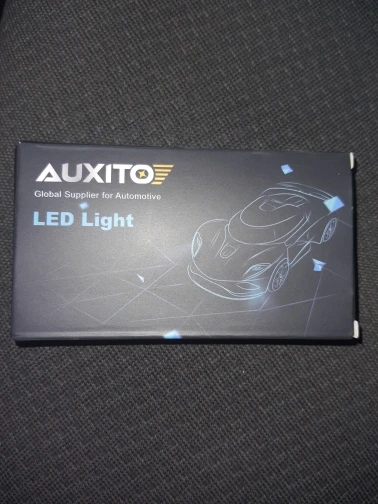 AUXITO
Global Supplier for Automotive
LED Light